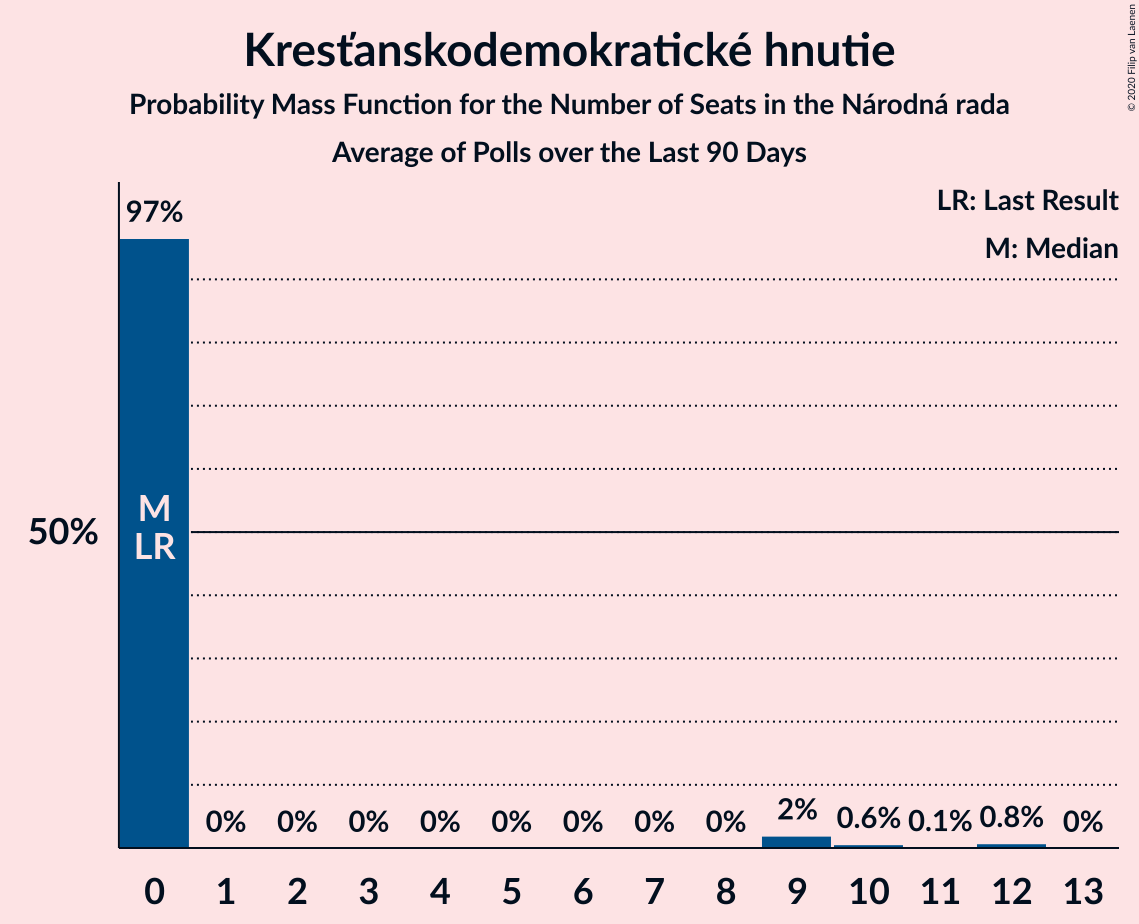 Kresťanskodemokratické hnutie
Probability Mass Function for the Number of Seats in the Národná rada
Average of Polls over the Last 90 Days
© 2020 Filip van Laenen
LR: Last Result
M: Median
97%
M
LR
50%
0% 0% 0% 0% 0% 0% 0% 0% 2% 0.6% 0.1% 0.8% 0%
0 1 2 3 4 5 6 7 8 9 10 11 12 13